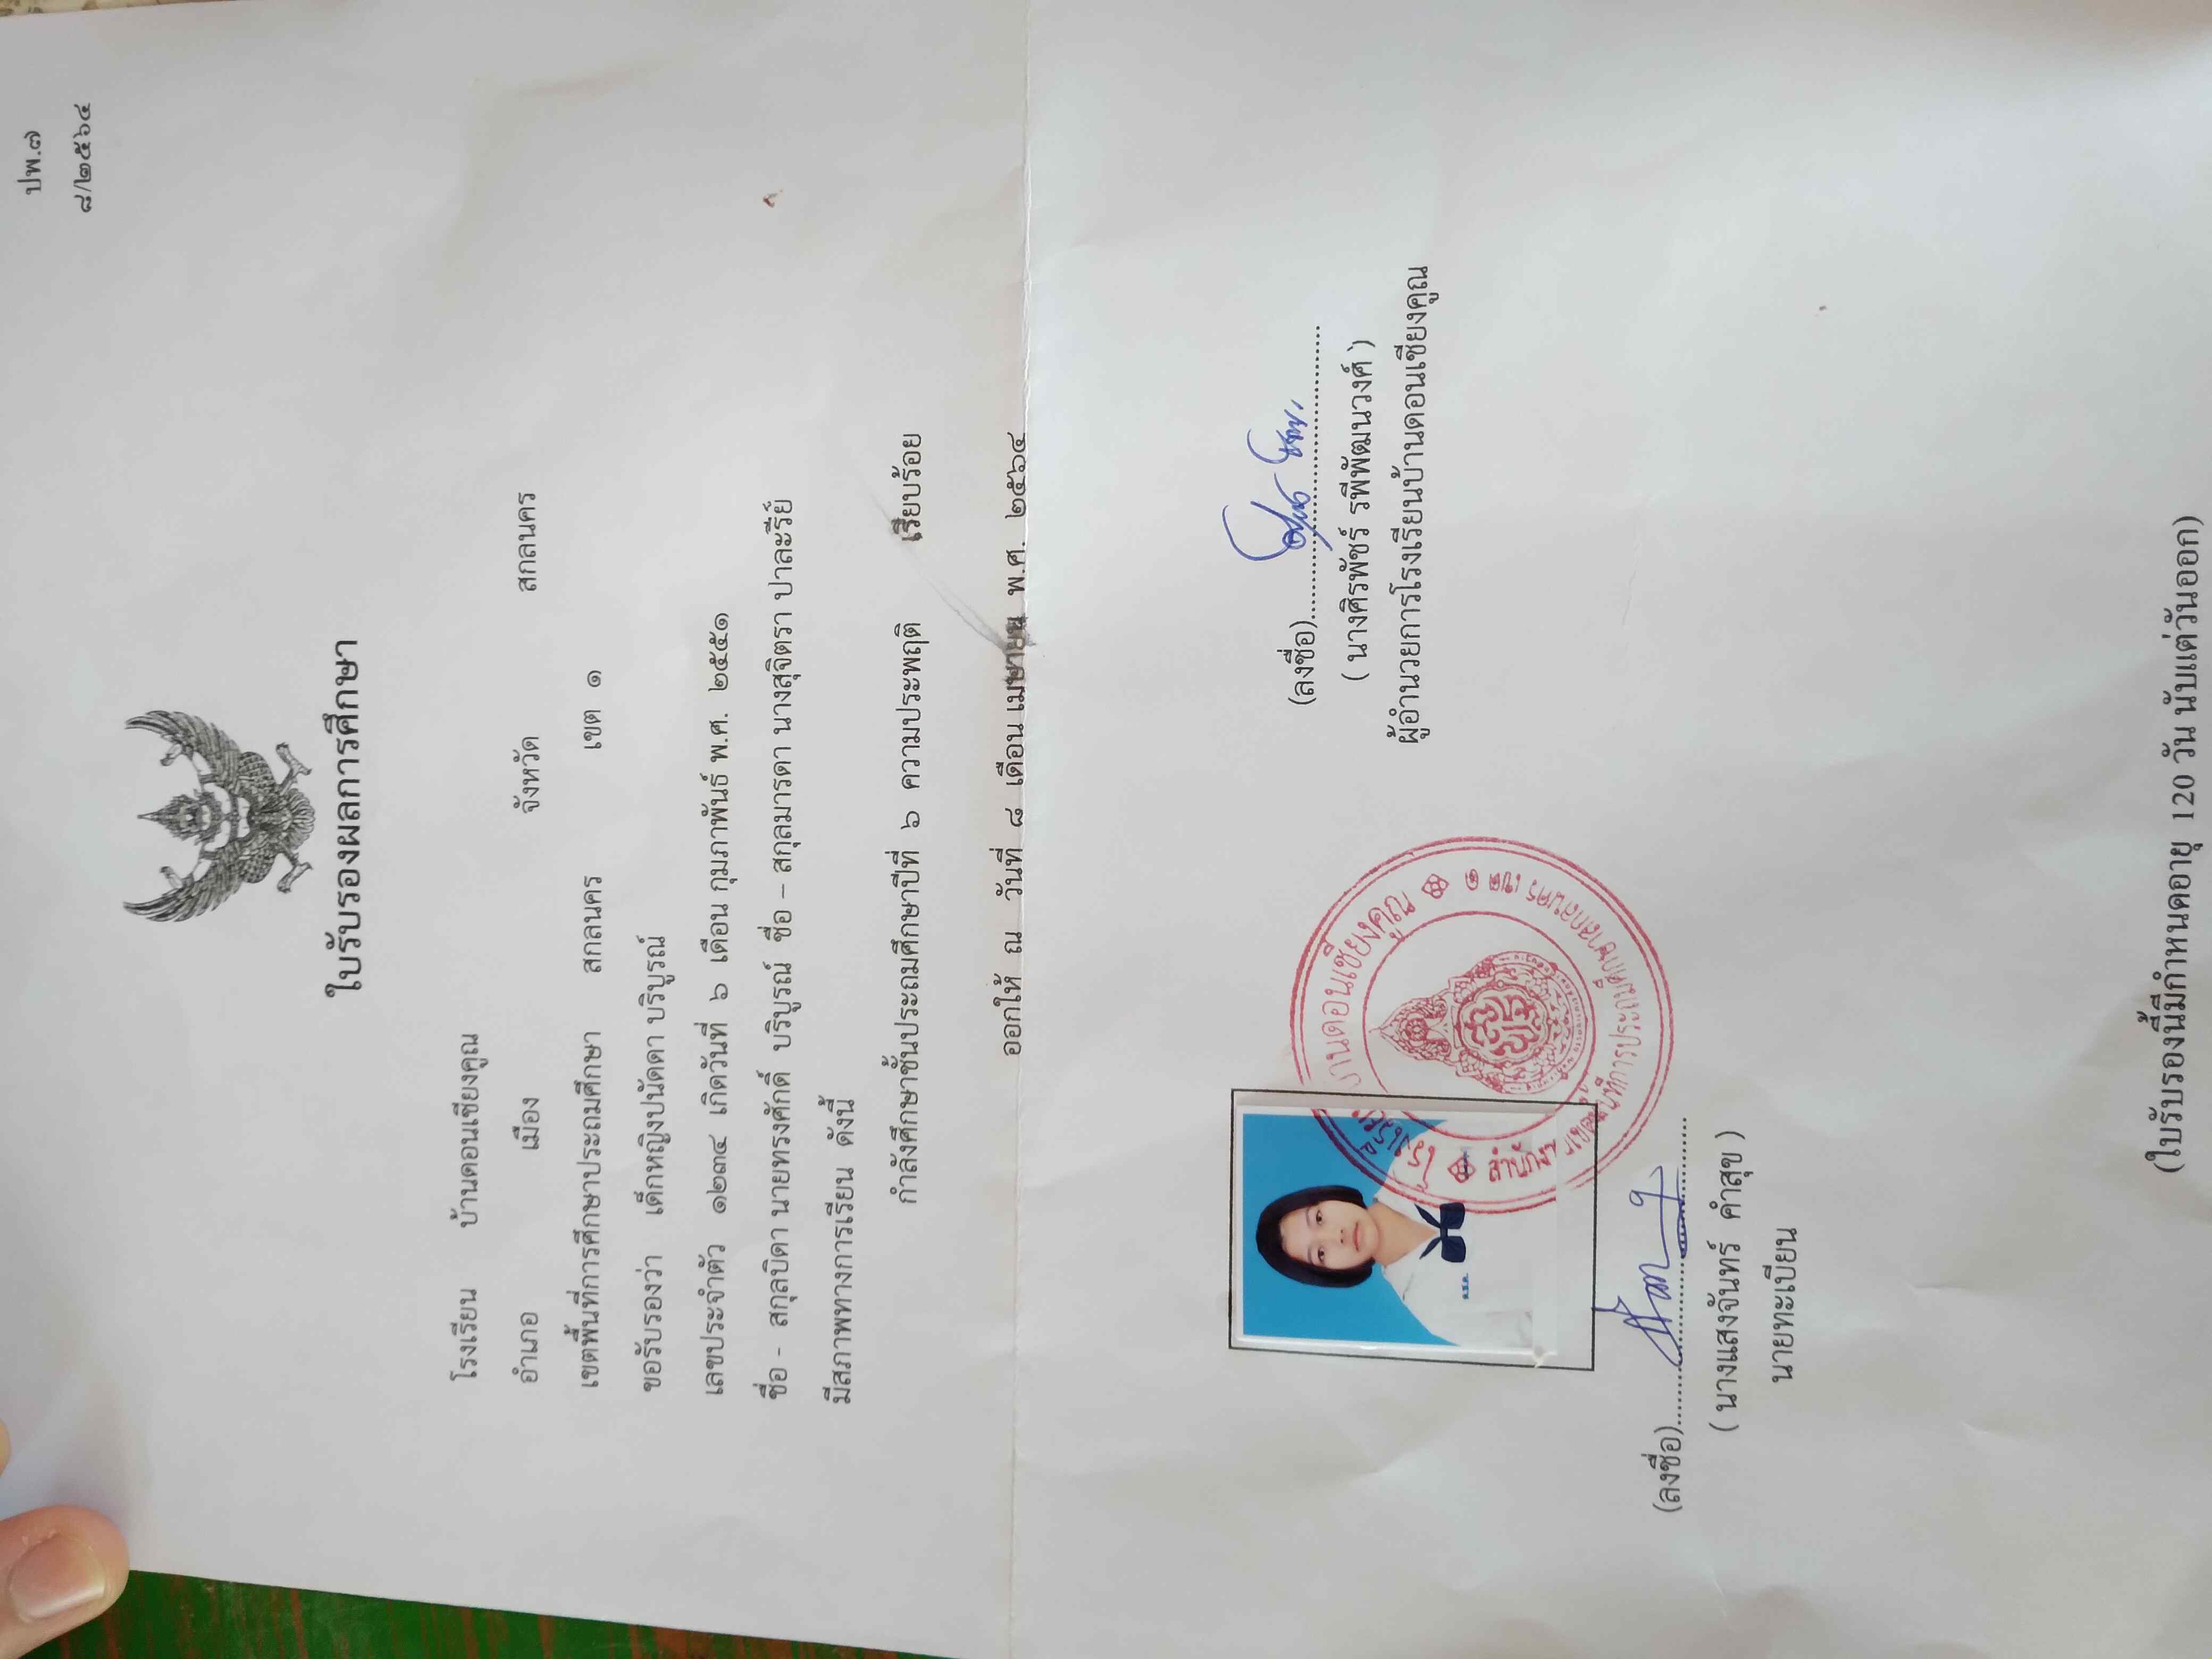 ปพ.๗
๘/๒๕๖๔
ใบรับรองผลการศึกษา
โรงเรียน บ้านดอนเชียงคูณ
อำเภอ เมือง จังหวัด สกลนคร
เขตพื้นที่การศึกษาประถมศึกษา สกลนคร เขต ๑
ขอรับรองว่า เด็กหญิงปนัดดา บริบูรณ์
เลขประจำตัว ๑๒๓๔ เกิดวันที่ ๖ เดือน กุมภาพันธ์ พ.ศ. ๒๕๕๑
ชื่อ - สกุลบิดา นายทรงศักดิ์ บริบูรณ์ ชื่อ – สกุลมารดา นางสุจิตรา ปาละรีย์
มีสภาพทางการเรียน ดังนี้
กำลังศึกษาชั้นประถมศึกษาปีที่ ๖ ความประพฤติ เรียบร้อย
ออกให้ ณ วันที่ ๘ เดือน เมษายน พ.ศ. ๒๕๖๔
(ลงชื่อ)
( นางศิรพัชร์ รพีพัฒนวงศ์ )
ผู้อำนวยการโรงเรียนบ้านดอนเชียงคูณ
โรงเรียนบ้านดอนเชียงคูณ
สำนักงานเขตพื้นที่การประถมศึกษาสกลนคร เขต ๑
(ลงชื่อ)
( นางแสงจันทร์ คำสุข )
นายทะเบียน
(ใบรับรองนี้มีกำหนดอายุ 120 วัน นับแต่วันออก)